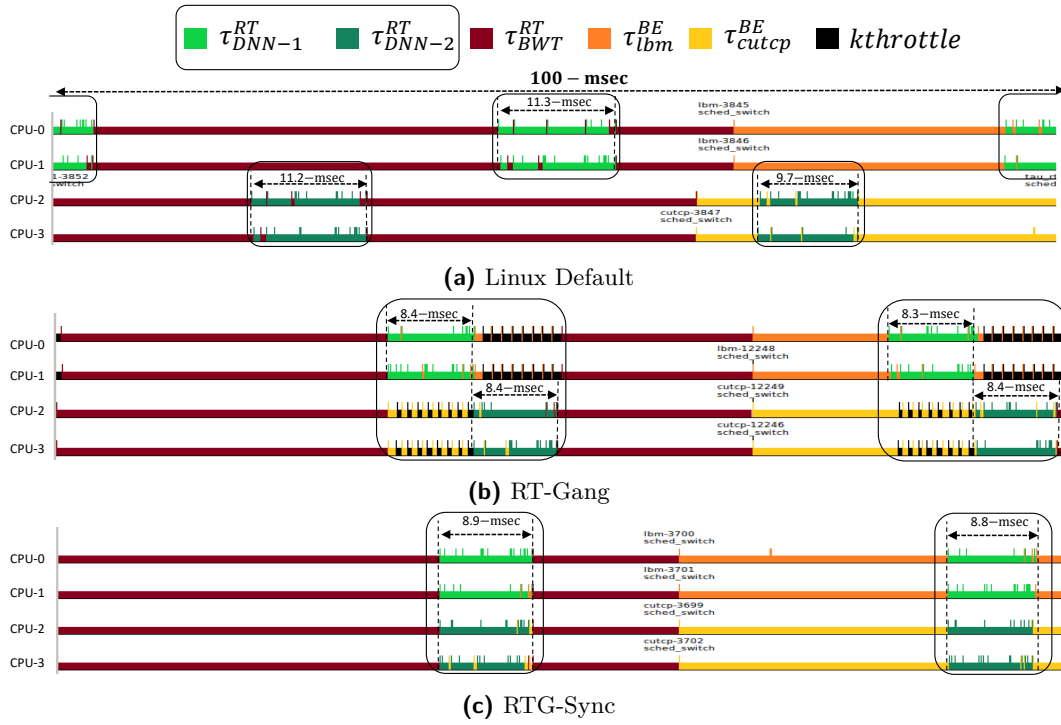 τ^RT_DNN−1 τ^RT_DNN−2 τ^RT_BWT τ^BE_lbm τ^BE_cutcp kthrottle
100 − msec
11.3−msec
lbm-3845
sched_switch
CPU-0
lbm-3846
sched_switch
CPU-1
1-3852
switch
11.2−msec
9.7−msec
CPU-2
cutcp-3847
sched_switch
CPU-3
(a) Linux Default
8.4−msec
8.3−msec
CPU-0
lbm-12248
sched_switch
CPU-1
8.4−msec
cutcp-12249
sched_switch
8.4−msec
CPU-2
cutcp-12246
sched_switch
CPU-3
(b) RT-Gang
8.9−msec
lbm-3700
sched_switch
8.8−msec
CPU-0
lbm-3701
sched_switch
CPU-1
cutcp-3699
sched_switch
CPU-2
cutcp-3702
sched_switch
CPU-3
(c) RTG-Sync